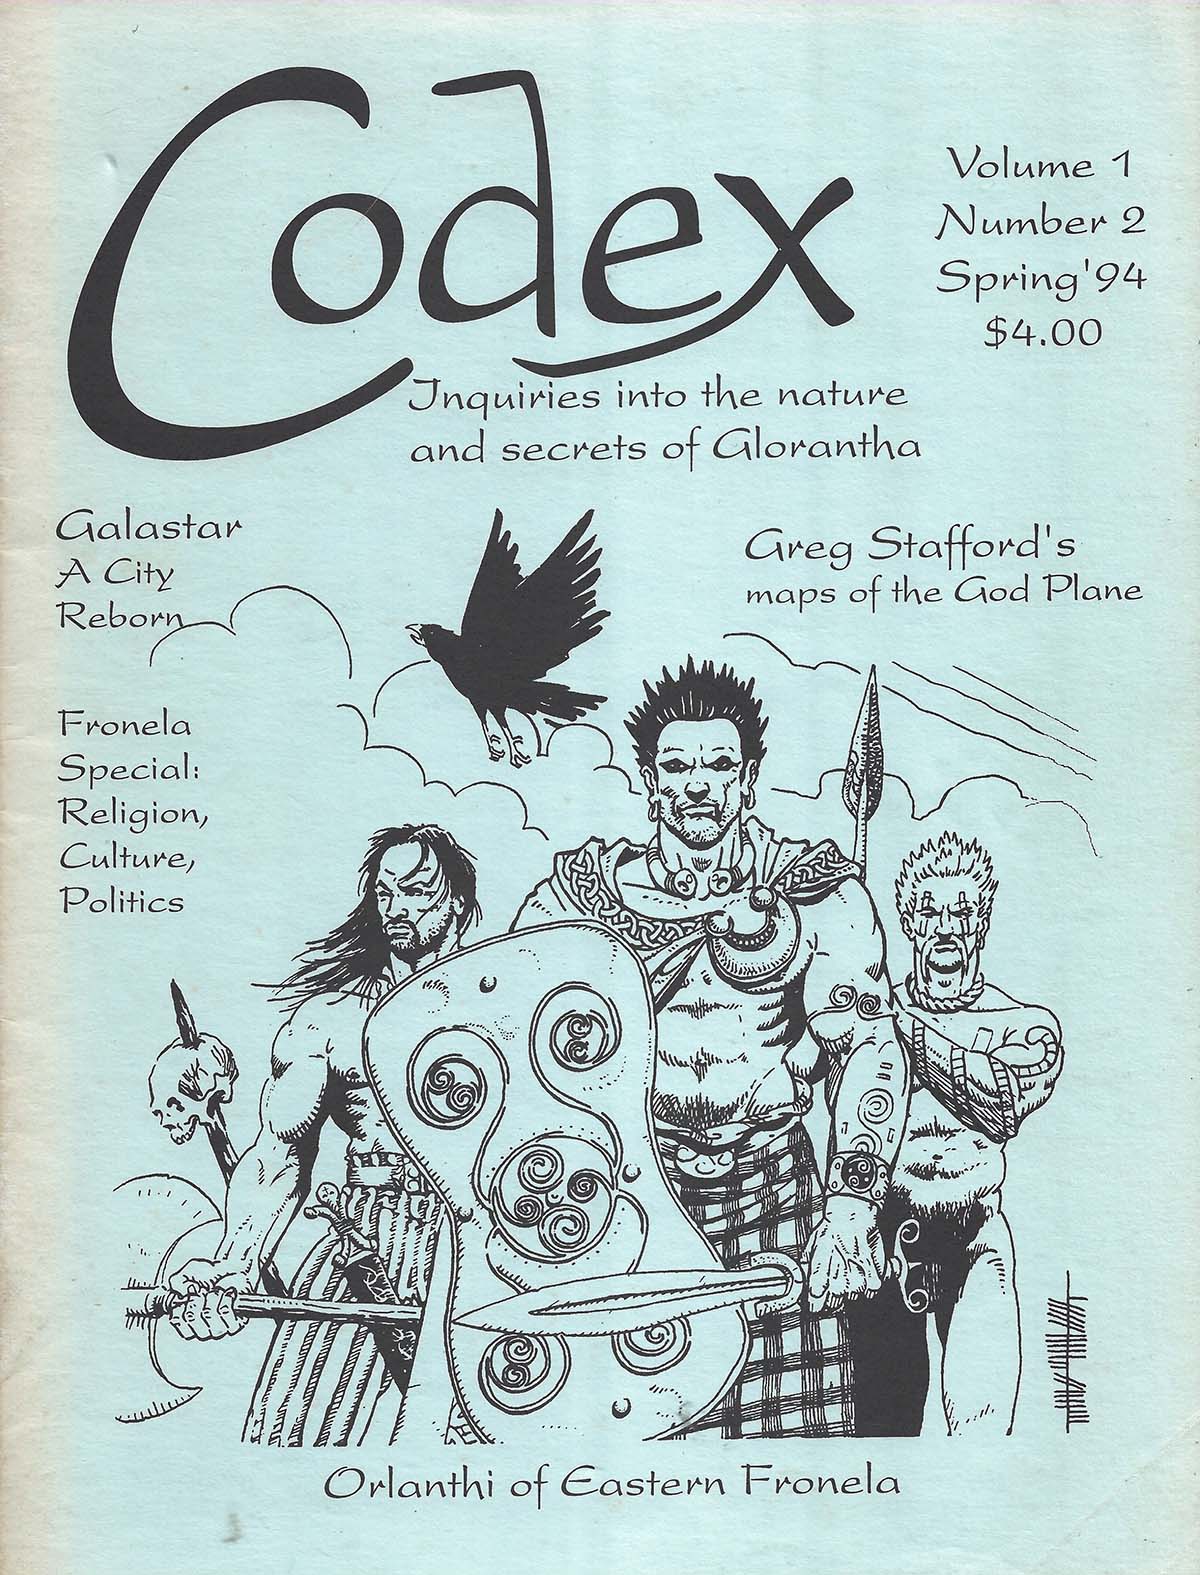 Codex
Volume 1
Number 2
Spring'94
$4.00
Inquiries into the nature
and secrets of Glorantha
Galastar
A City
Reborn
Greg Stafford's
maps of the God Plane
Fronela
Special:
Religion,
Culture,
Politics
Orlanthi of Eastern Fronela